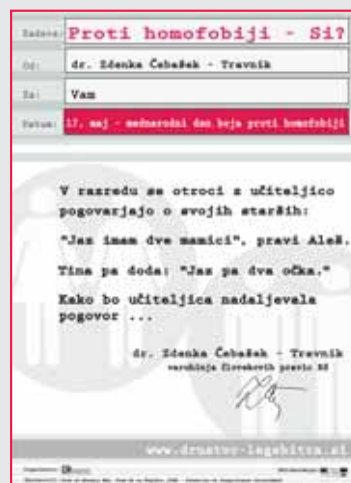 Zadeva: Proti homofobiji - Si?
Od: dr. Zdenka Čebašek - Travnik
Za: Vam
Datum: 17. maj - mednarodni dan boja proti homofobiji
V razredu se otroci z učiteljico
pogovarjajo o svojih starših:
"Jaz imam dve mamici", pravi Aleš.
Tina pa doda: "Jaz pa dva očka."
Kako bo učiteljica nadaljevala
pogovor ...
dr. Zdenka Čebašek - Travnik
varuhinja človekovih pravic RS
www.drustvo-legebitra.si